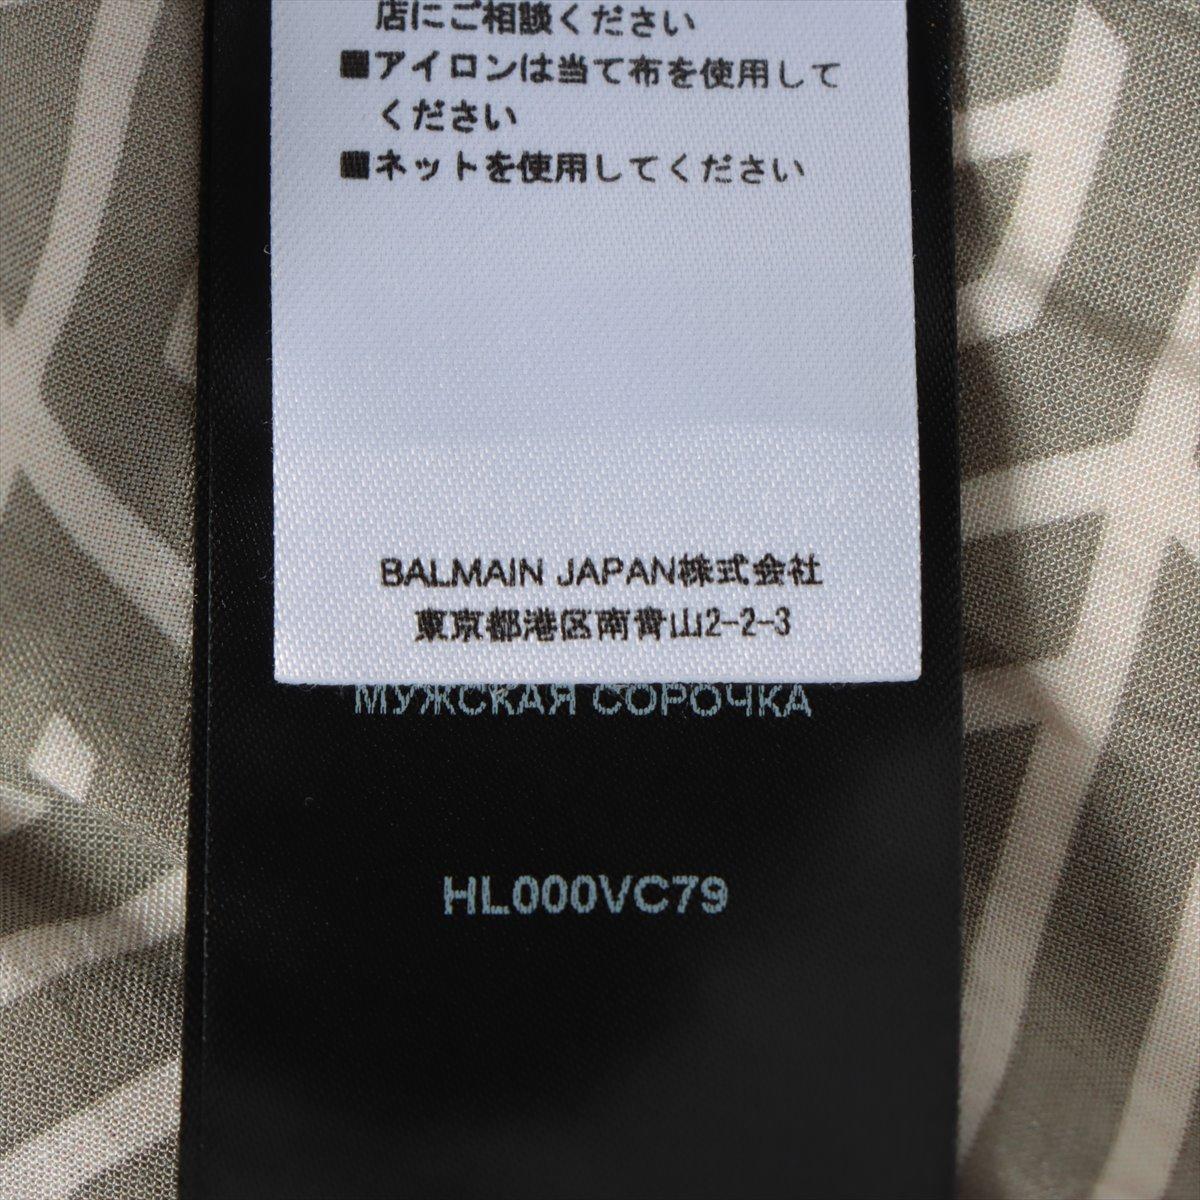 店にご相談ください
■アイロンは当て布を使用して
ください
■ネットを使用してください
BALMAIN JAPAN株式会社
東京都港区南青山2-2-3
МУЖСКАЯ СОРОЧКА
HL000VC79